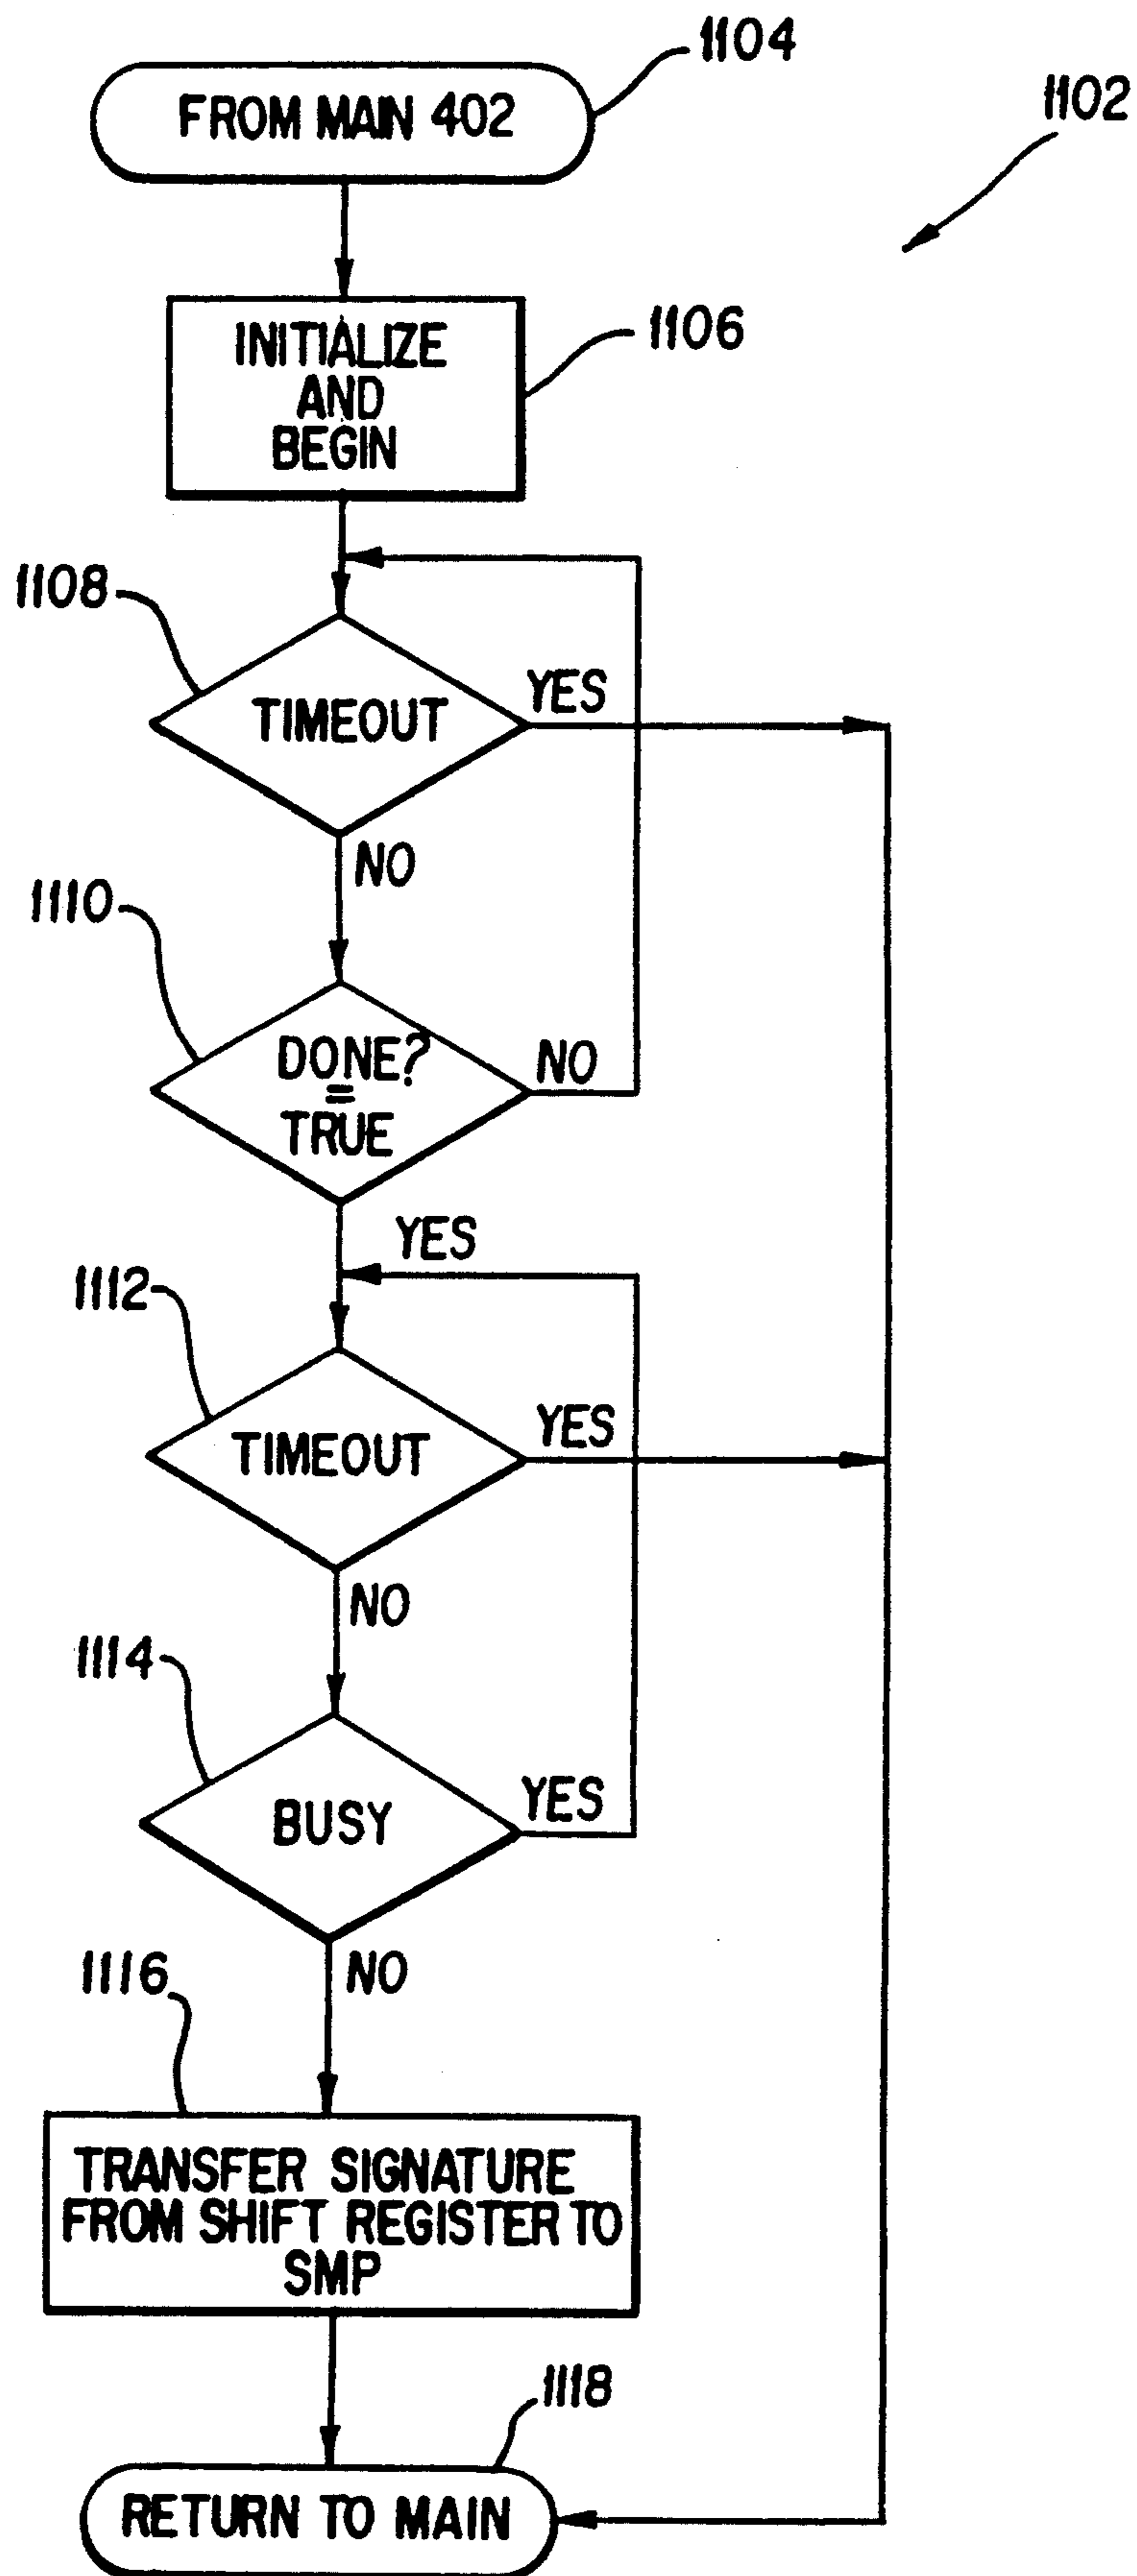 1104
FROM MAIN 402
1102
1106
INITIALIZE
AND
BEGIN
1108
TIMEOUT
YES
NO
1110
DONE?
=
TRUE
NO
YES
1112
TIMEOUT
YES
NO
1114
BUSY
YES
NO
1116
TRANSFER SIGNATURE
FROM SHIFT REGISTER TO
SMP
1118
RETURN TO MAIN